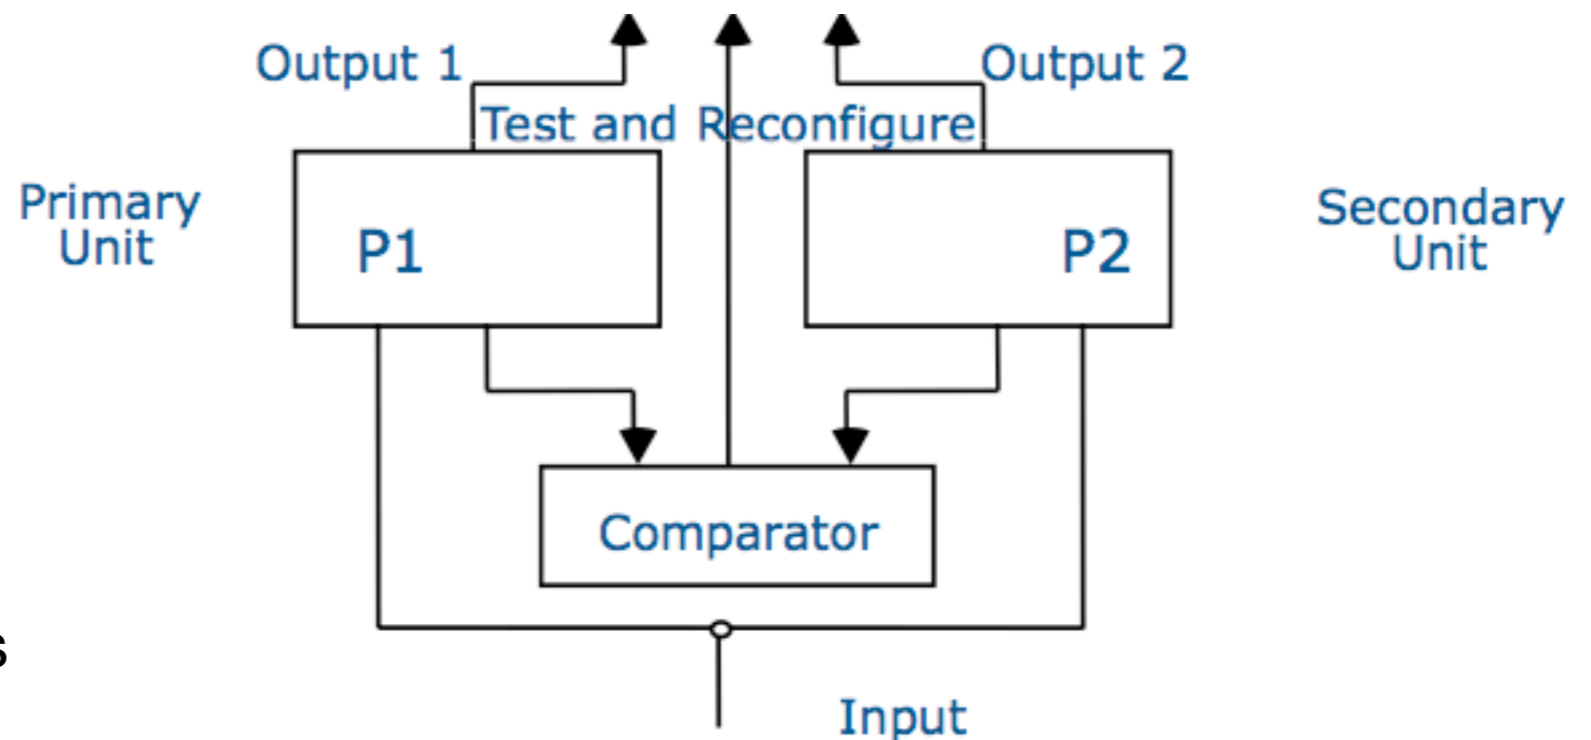 Output 1
Output 2
Test and Reconfigure
Primary
Unit
P1
P2
Secondary
Unit
Comparator
s
Input